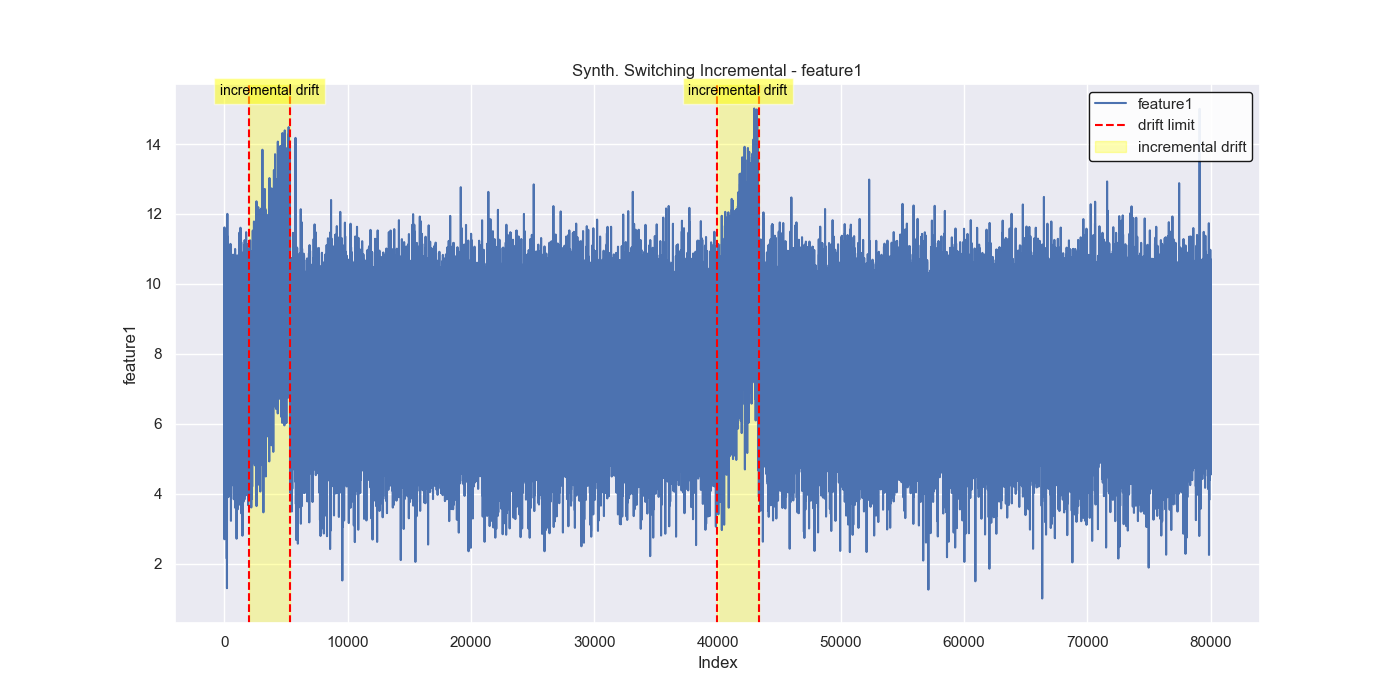 Synth. Switching Incremental - feature1
incremental drift
incremental drift
feature1
drift limit
incremental drift
14
12
10
8
6
4
2
feature1
0
10000
20000
30000
40000
50000
60000
70000
80000
Index